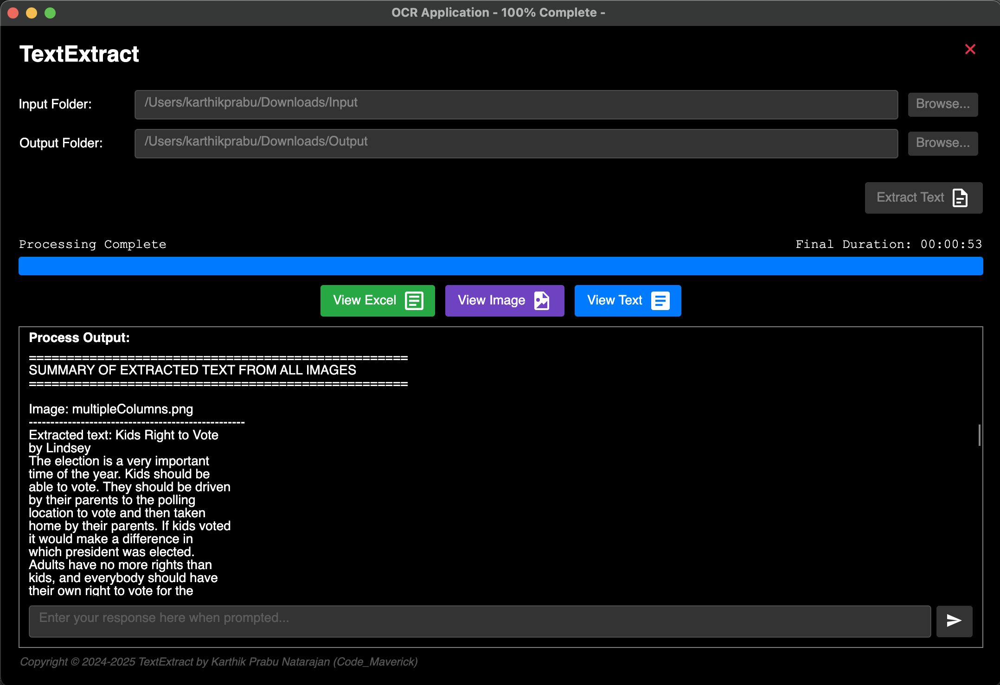 OCR Application - 100% Complete -
TextExtract
Input Folder:
/Users/karthikprabu/Downloads/Input
Browse...
Output Folder:
/Users/karthikprabu/Downloads/Output
Browse...
Extract Text
Processing Complete
Final Duration: 00:00:53
View Excel
View Image
View Text
Process Output:
==================================================
SUMMARY OF EXTRACTED TEXT FROM ALL IMAGES
==================================================
Image: multipleColumns.png
--------------------------------------------------
Extracted text: Kids Right to Vote
by Lindsey
The election is a very important
time of the year. Kids should be
able to vote. They should be driven
by their parents to the polling
location to vote and then taken
home by their parents. If kids voted
it would make a difference in
which president was elected.
Adults have no more rights than
kids, and everybody should have
their own right to vote for the
Enter your response here when prompted...
Copyright © 2024-2025 TextExtract by Karthik Prabu Natarajan (Code_Maverick)